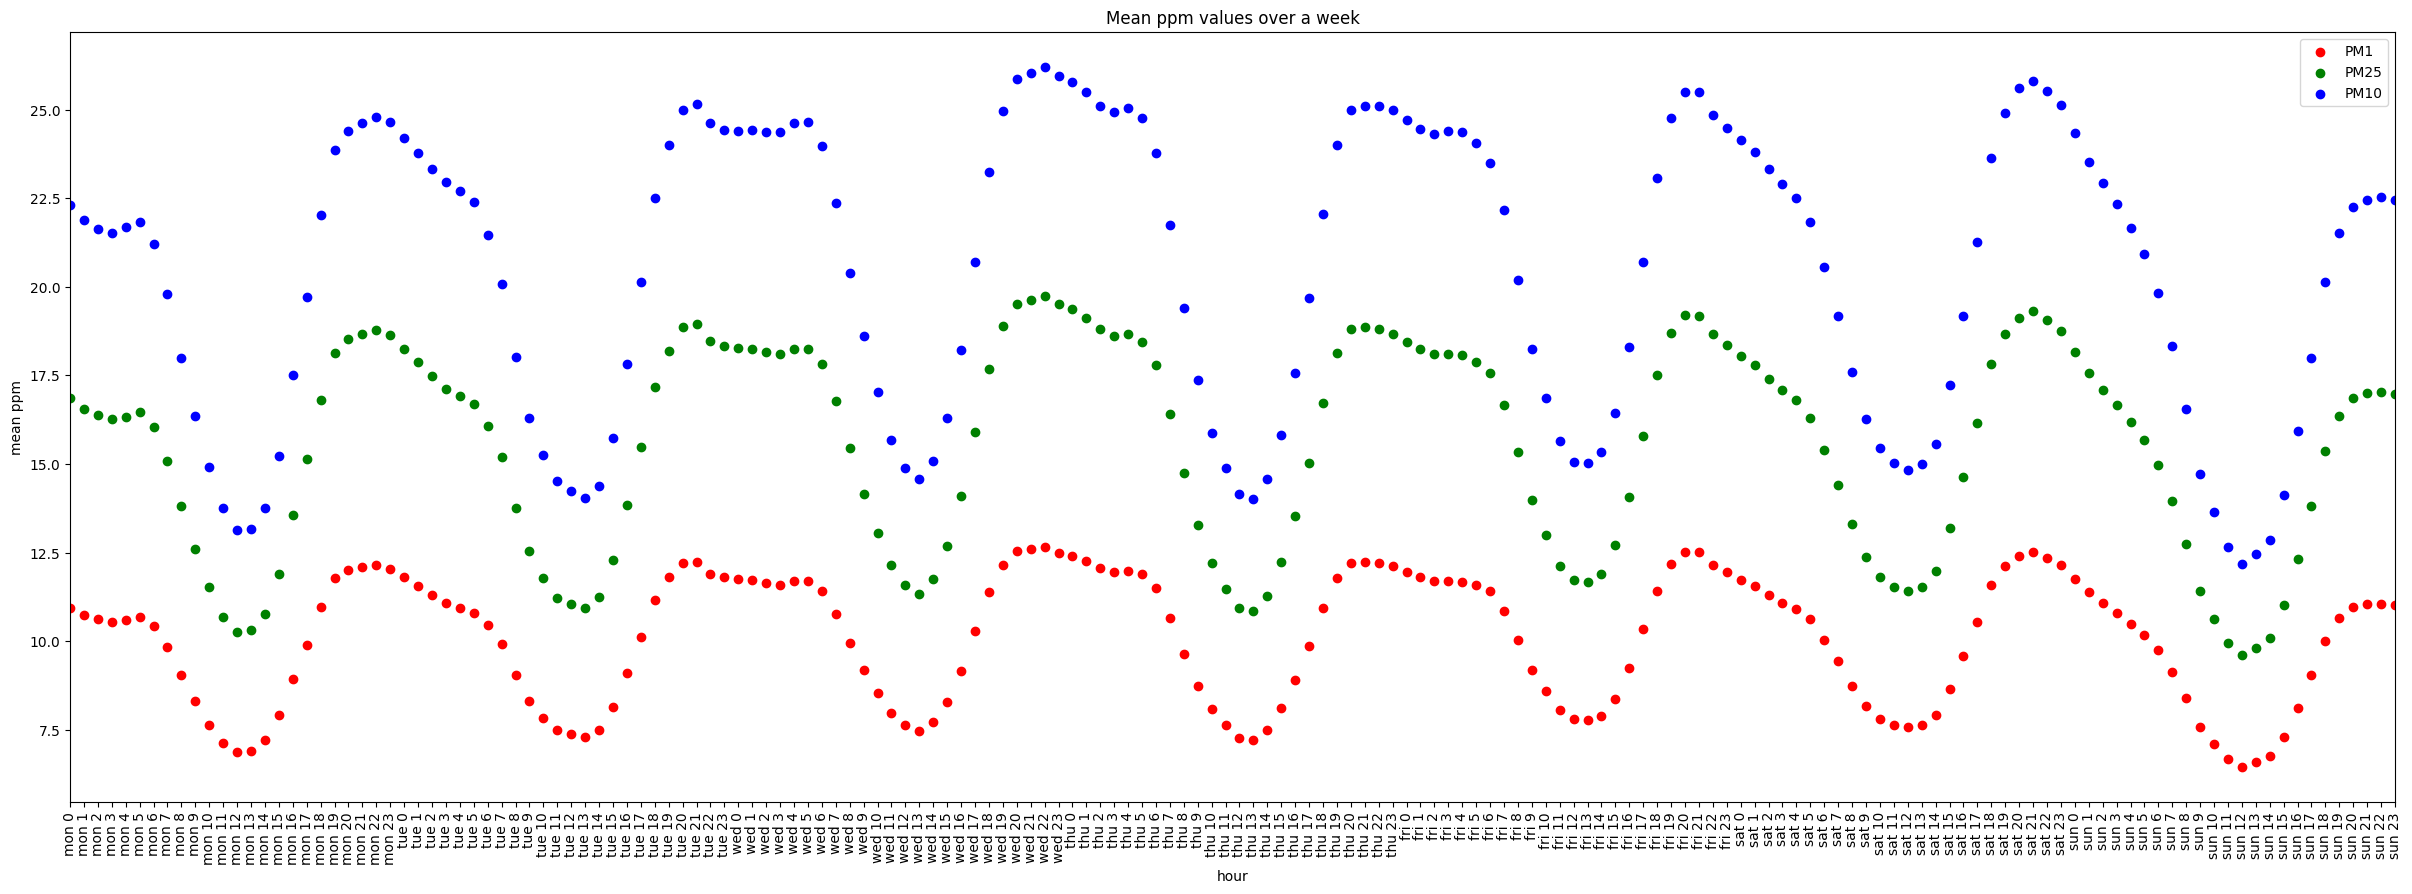 Mean ppm values over a week
PM1
PM25
PM10
mean ppm
25.0
22.5
20.0
17.5
15.0
12.5
10.0
7.5
mon 0
mon 1
mon 2
mon 3
mon 4
mon 5
mon 6
mon 7
mon 8
mon 9
mon 10
mon 11
mon 12
mon 13
mon 14
mon 15
mon 16
mon 17
mon 18
mon 19
mon 20
mon 21
mon 22
mon 23
tue 0
tue 1
tue 2
tue 3
tue 4
tue 5
tue 6
tue 7
tue 8
tue 9
tue 10
tue 11
tue 12
tue 13
tue 14
tue 15
tue 16
tue 17
tue 18
tue 19
tue 20
tue 21
tue 22
tue 23
wed 0
wed 1
wed 2
wed 3
wed 4
wed 5
wed 6
wed 7
wed 8
wed 9
wed 10
wed 11
wed 12
wed 13
wed 14
wed 15
wed 16
wed 17
wed 18
wed 19
wed 20
wed 21
wed 22
wed 23
thu 0
thu 1
thu 2
thu 3
thu 4
thu 5
thu 6
thu 7
thu 8
thu 9
thu 10
thu 11
thu 12
thu 13
thu 14
thu 15
thu 16
thu 17
thu 18
thu 19
thu 20
thu 21
thu 22
thu 23
fri 0
fri 1
fri 2
fri 3
fri 4
fri 5
fri 6
fri 7
fri 8
fri 9
fri 10
fri 11
fri 12
fri 13
fri 14
fri 15
fri 16
fri 17
fri 18
fri 19
fri 20
fri 21
fri 22
fri 23
sat 0
sat 1
sat 2
sat 3
sat 4
sat 5
sat 6
sat 7
sat 8
sat 9
sat 10
sat 11
sat 12
sat 13
sat 14
sat 15
sat 16
sat 17
sat 18
sat 19
sat 20
sat 21
sat 22
sat 23
sun 0
sun 1
sun 2
sun 3
sun 4
sun 5
sun 6
sun 7
sun 8
sun 9
sun 10
sun 11
sun 12
sun 13
sun 14
sun 15
sun 16
sun 17
sun 18
sun 19
sun 20
sun 21
sun 22
sun 23
hour